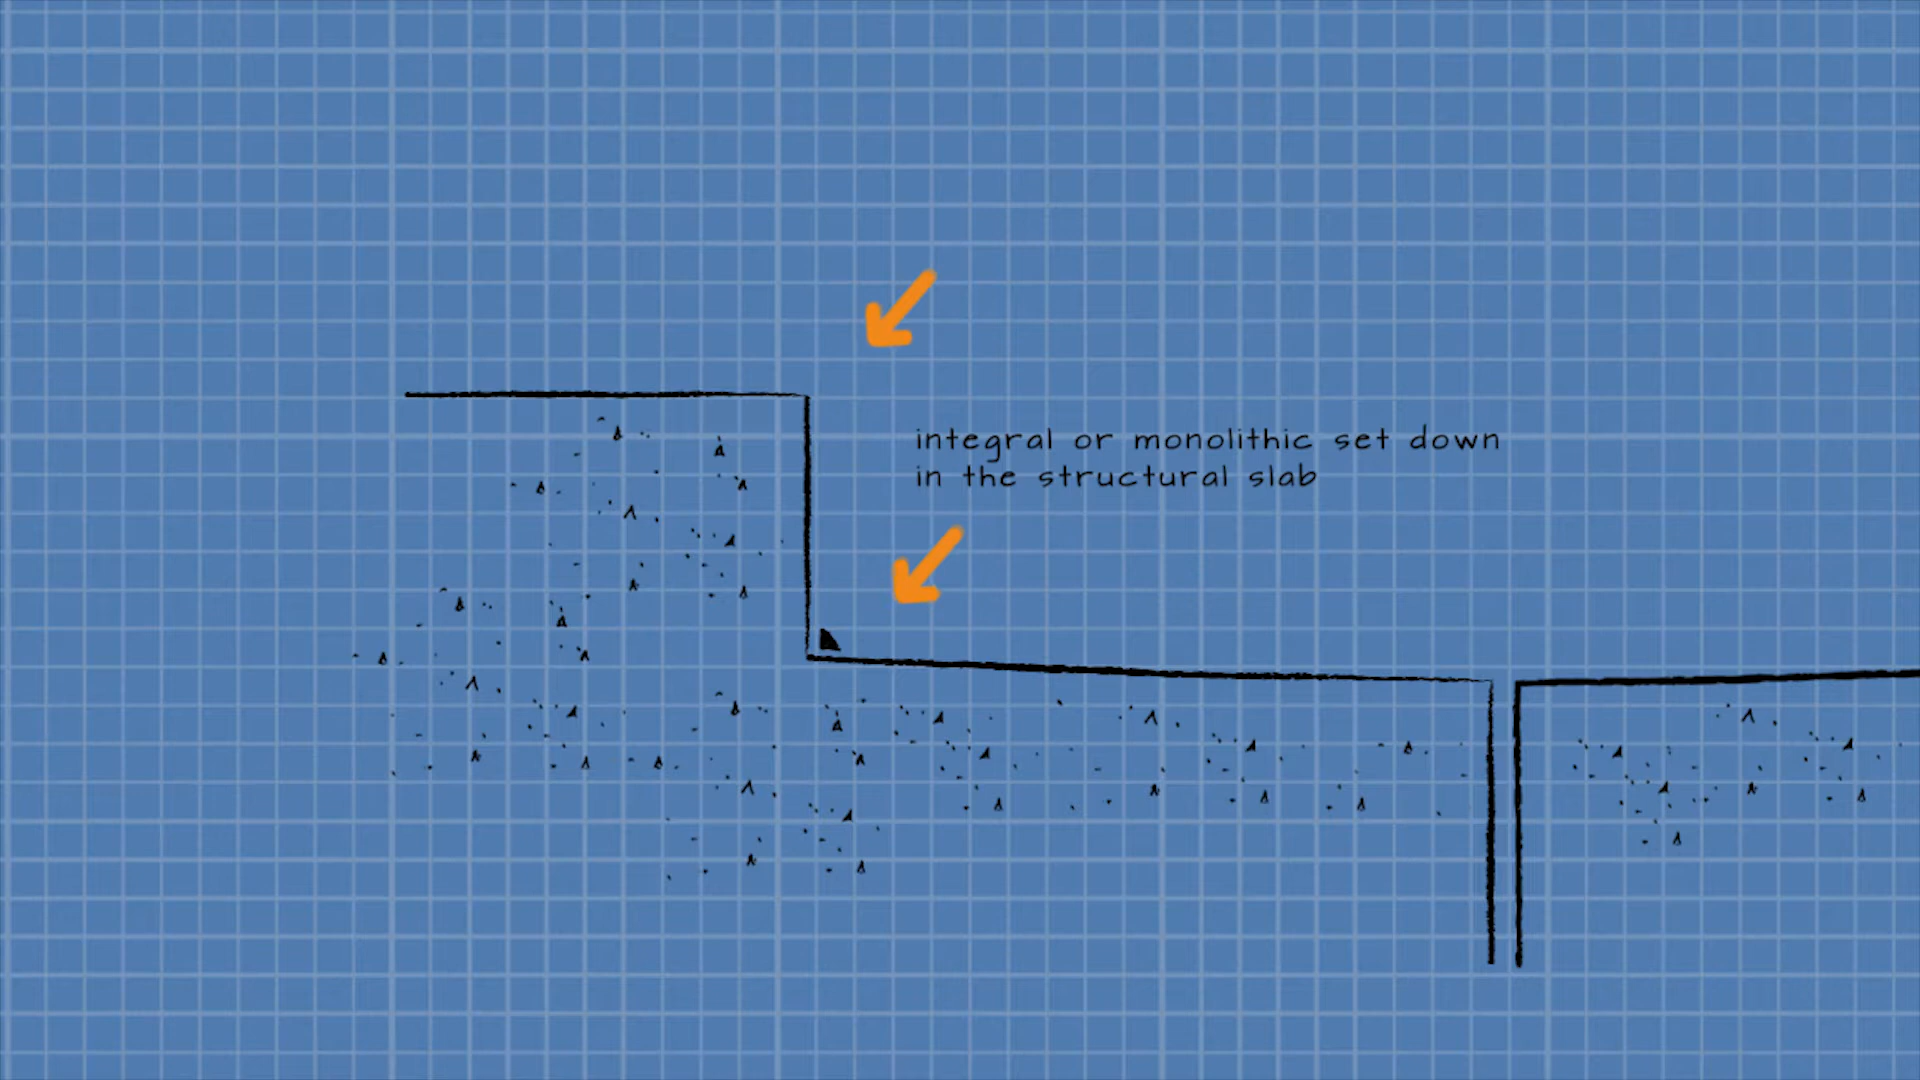 integral or monolithic set down
in the structural slab